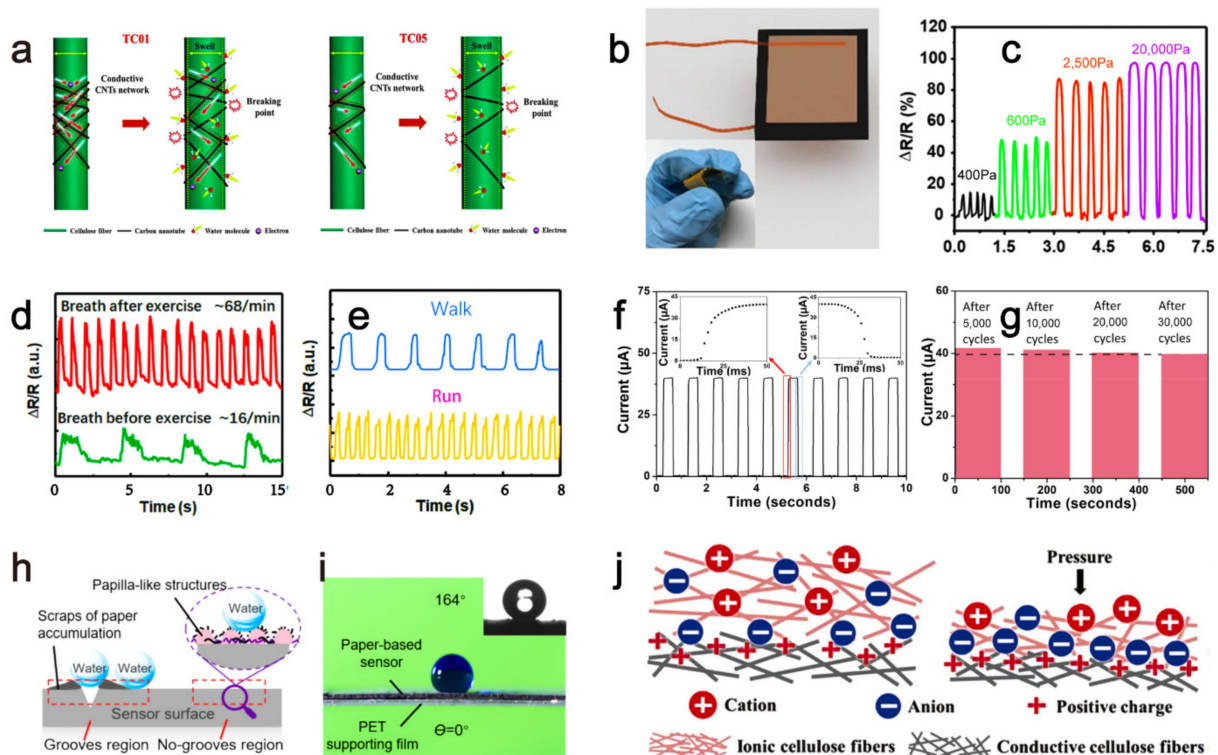 a
TC01
Swell
Conductive
CNTs network
Breaking
point
TC05
Swell
Conductive
CNTs network
Breaking
point
Cellulose fiber
Carbon nanotube
Water molecule
Electron
Cellulose fiber
Carbon nanotube
Water molecule
Electron
b
c
ΔR/R (%)
120
100
80
60
40
20
0
400Pa
600Pa
2,500Pa
20,000Pa
0.0 1.5 3.0 4.5 6.0 7.5
d
Breath after exercise ~68/min
Breath before exercise ~16/min
ΔR/R (a.u.)
0 5 10 15
Time (s)
e
Walk
Run
ΔR/R (a.u.)
0 2 4 6 8
Time (s)
f
Current (µA)
75
50
25
0
Current (µA)
45
30
15
0
0 25 50
Time (ms)
Current (µA)
45
30
15
0
0 25 50
Time (ms)
0 2 4 6 8 10
Time (seconds)
g
Current (µA)
60
40
20
0
After
5,000
cycles
After
10,000
cycles
After
20,000
cycles
After
30,000
cycles
0 100 200 300 400 500
Time (seconds)
h
Papilla-like structures
Water
Scraps of paper
accumulation
Water
Water
Sensor surface
Grooves region
No-grooves region
i
164°
Paper-based
sensor
PET
supporting film
Ө=0°
j
Pressure
Cation
Anion
Positive charge
Ionic cellulose fibers
Conductive cellulose fibers